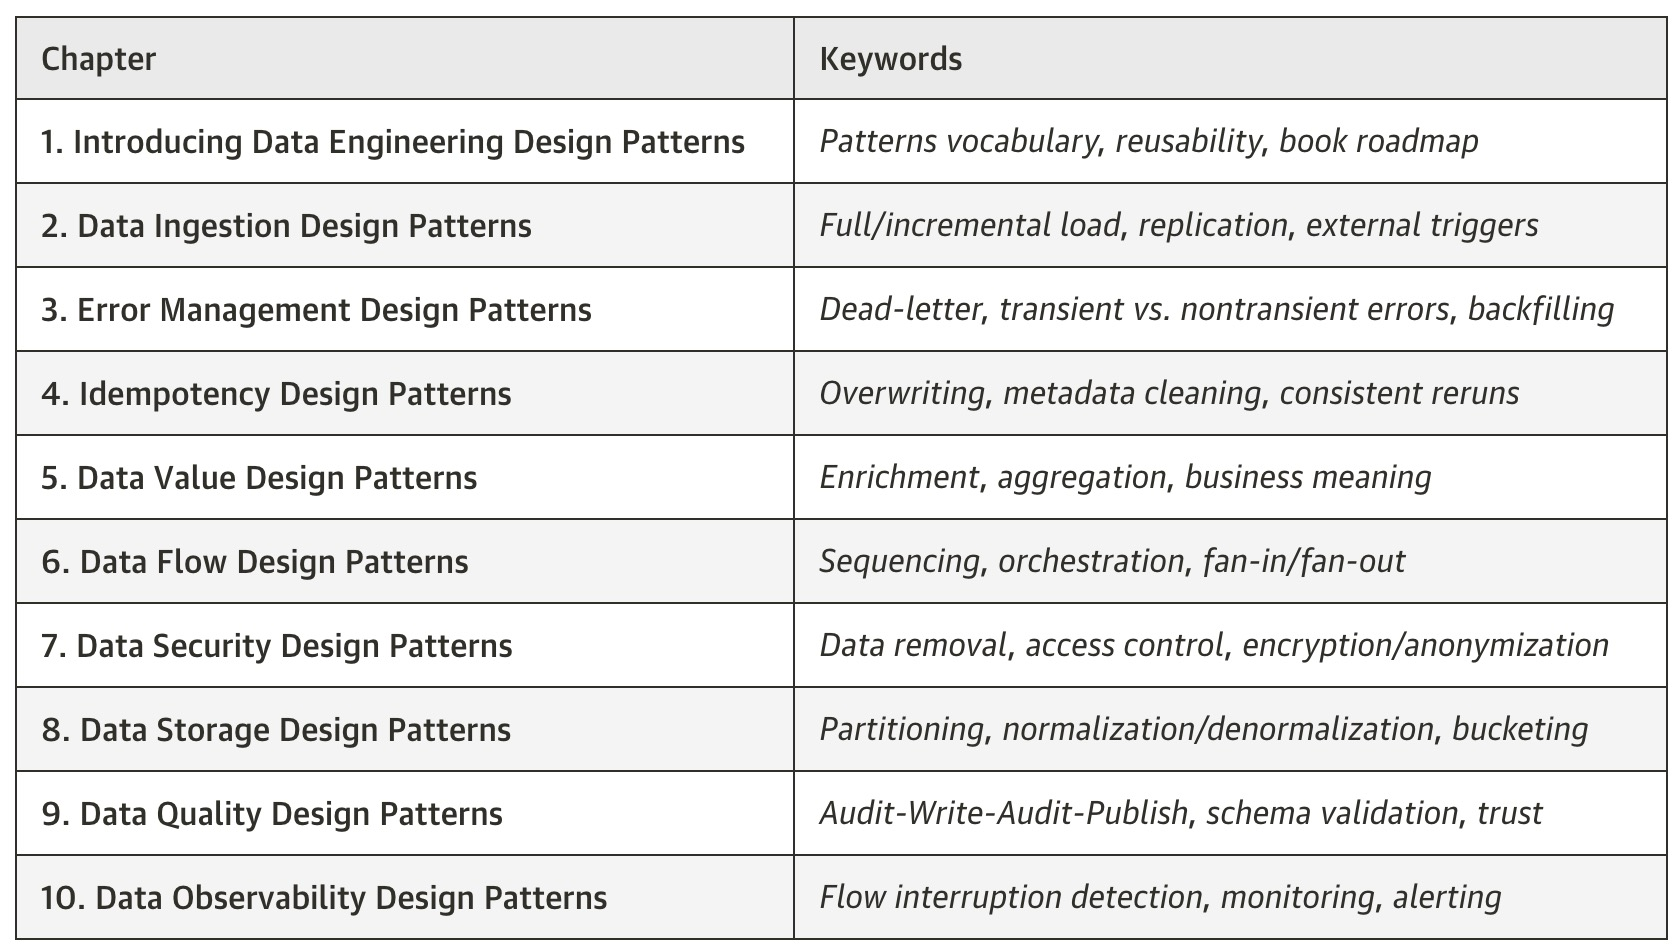 Chapter Keywords
1. Introducing Data Engineering Design Patterns Patterns vocabulary, reusability, book roadmap
2. Data Ingestion Design Patterns Full/incremental load, replication, external triggers
3. Error Management Design Patterns Dead-letter, transient vs. nontransient errors, backfilling
4. Idempotency Design Patterns Overwriting, metadata cleaning, consistent reruns
5. Data Value Design Patterns Enrichment, aggregation, business meaning
6. Data Flow Design Patterns Sequencing, orchestration, fan-in/fan-out
7. Data Security Design Patterns Data removal, access control, encryption/anonymization
8. Data Storage Design Patterns Partitioning, normalization/denormalization, bucketing
9. Data Quality Design Patterns Audit-Write-Audit-Publish, schema validation, trust
10. Data Observability Design Patterns Flow interruption detection, monitoring, alerting